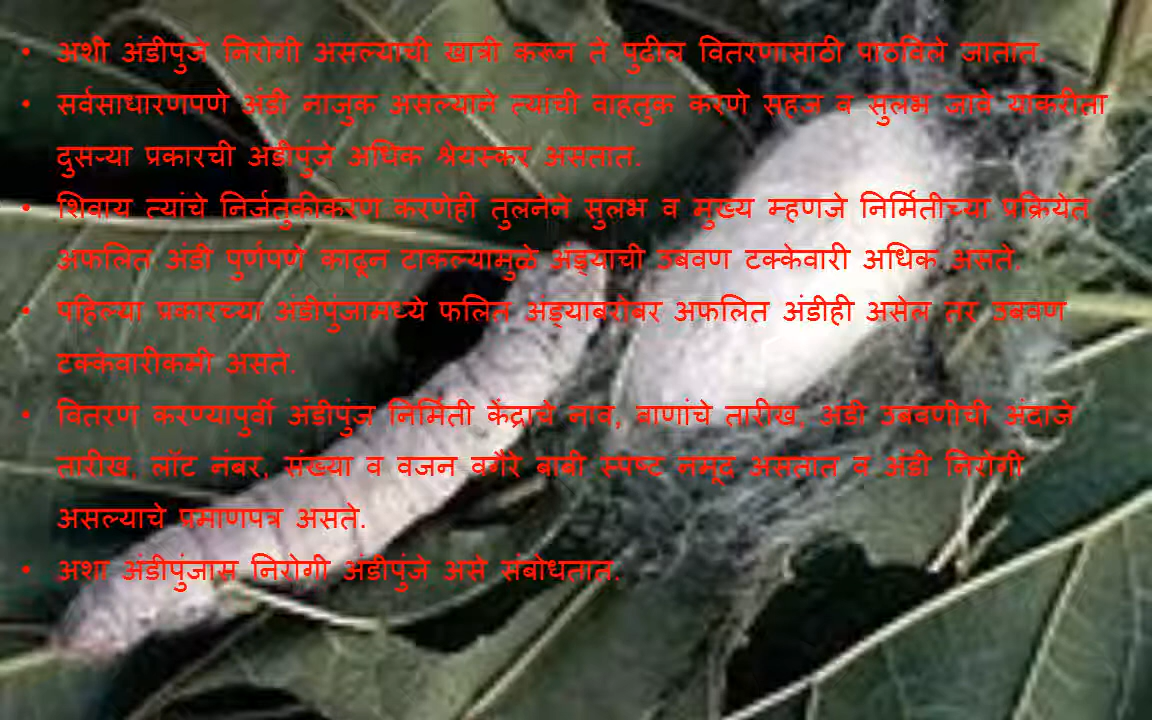 • अशी अंडीपुंजे निरोगी असल्याची खात्री करून ते पुढील वितरणासाठी पाठविले जातात.
• सर्वसाधारणपणे अंडी नाजुक असल्याने त्यांची वाहतुक करणे सहज व सुलभ जावे याकरीता
दुसऱ्या प्रकारची अंडीपुंजे अधिक श्रेयस्कर असतात.
• शिवाय त्यांचे निर्जतुकीकरण करणेही तुलनेने सुलभ व मुख्य म्हणजे निर्मितीच्या प्रक्रियेत
अफलित अंडी पुर्णपणे काढून टाकल्यामुळे अंड्याची उबवण टक्केवारी अधिक असते.
• पहिल्या प्रकारच्या अंडीपुंजामध्ये फलित अंड्याबरोबर अफलित अंडीही असेल तर उबवण
टक्केवारीकमी असते.
• वितरण करण्यापुर्वी अंडीपुंज निर्मिती केंद्राचे नाव, वाणांचे तारीख, अंडी उबवणीची अंदाजे
तारीख, लॉट नंबर, संख्या व वजन वगैरे बाबी स्पष्ट नमूद असतात व अंडी निरोगी
असल्याचे प्रमाणपत्र असते.
• अशा अंडीपुंजास निरोगी अंडीपुंजे असे संबोधतात.